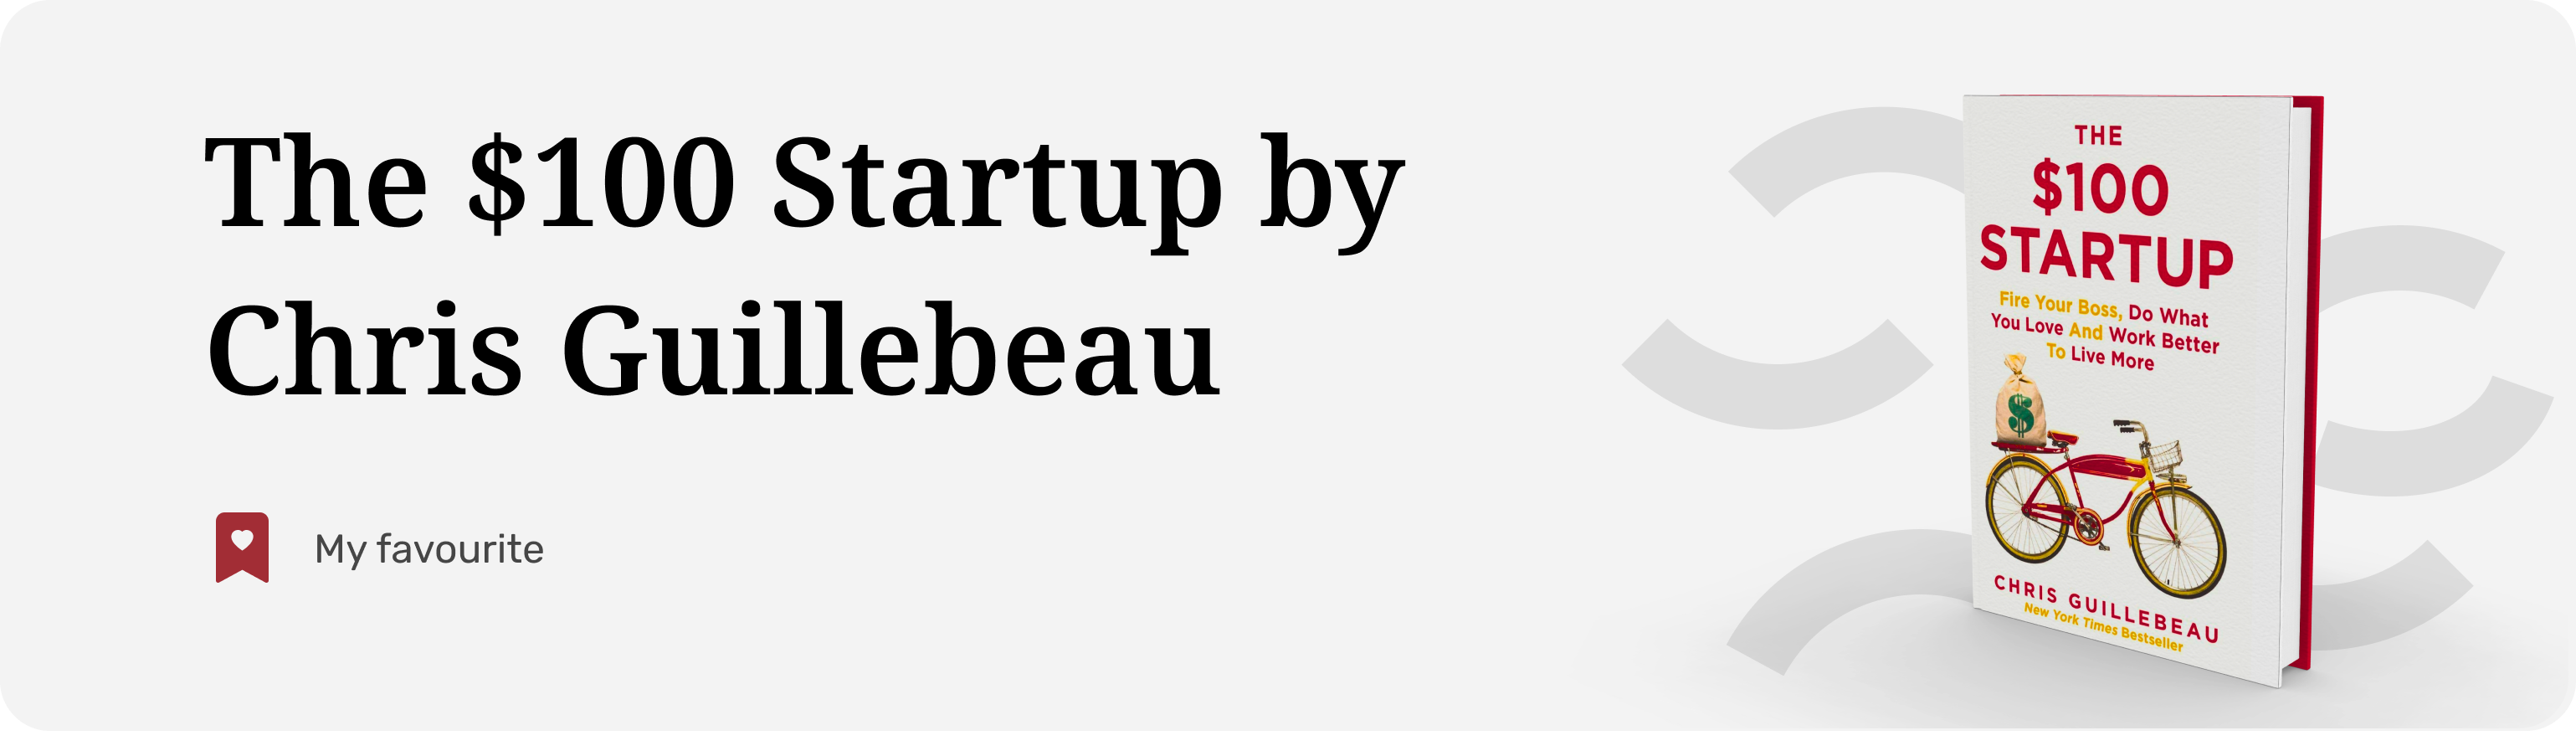 The $100 Startup by
Chris Guillebeau
My favourite
THE
$100
STARTUP
Fire Your Boss, Do What
You Love And Work Better
To Live More
$
CHRIS GUILLEBEAU
New York Times Bestseller